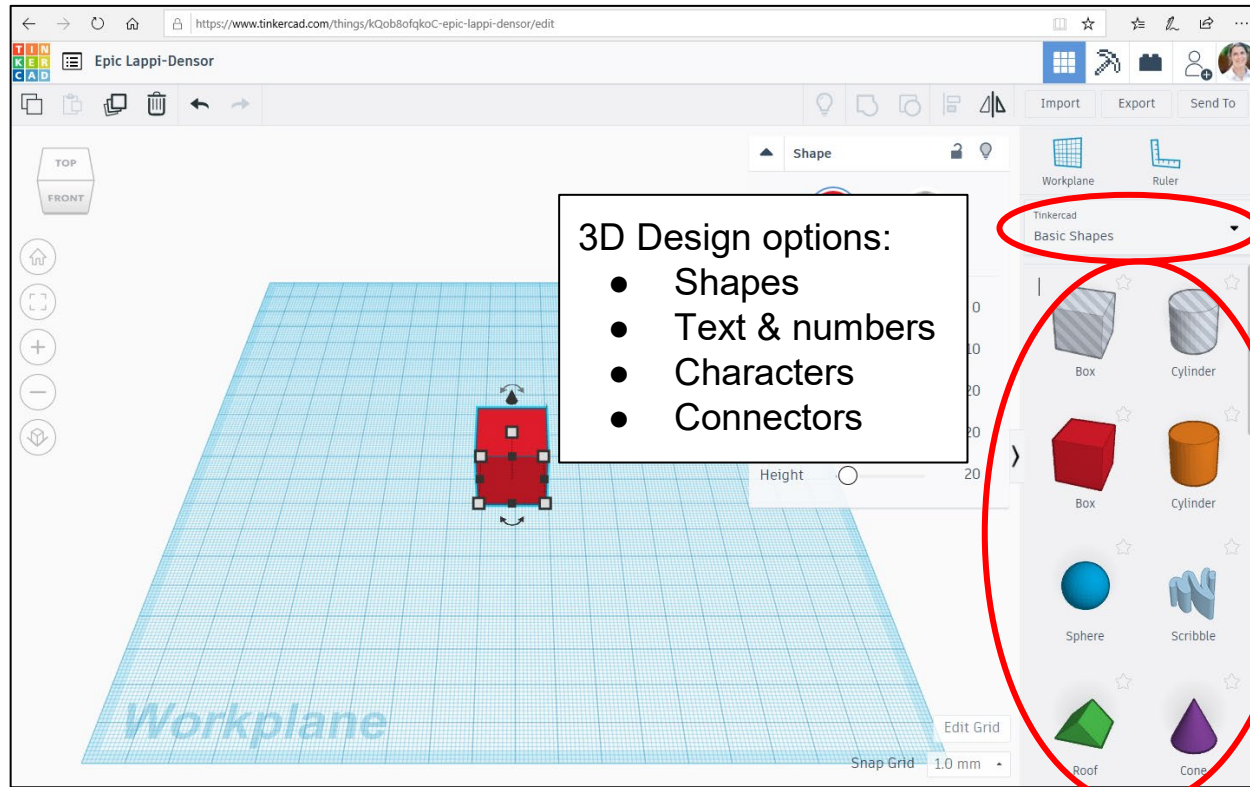 https://www.tinkercad.com/things/kQob8ofqkoC-epic-lappi-densor/edit
TIN
KER
CAD
Epic Lappi-Densor
Import Export Send To
TOP
FRONT
Shape
Workplane Ruler
Tinkercad
Basic Shapes
3D Design options:
● Shapes
● Text & numbers
● Characters
● Connectors
0
10
20
20
Height 20
Box Cylinder
Box Cylinder
Sphere Scribble
Roof Cone
Workplane
Edit Grid
Snap Grid 1.0 mm